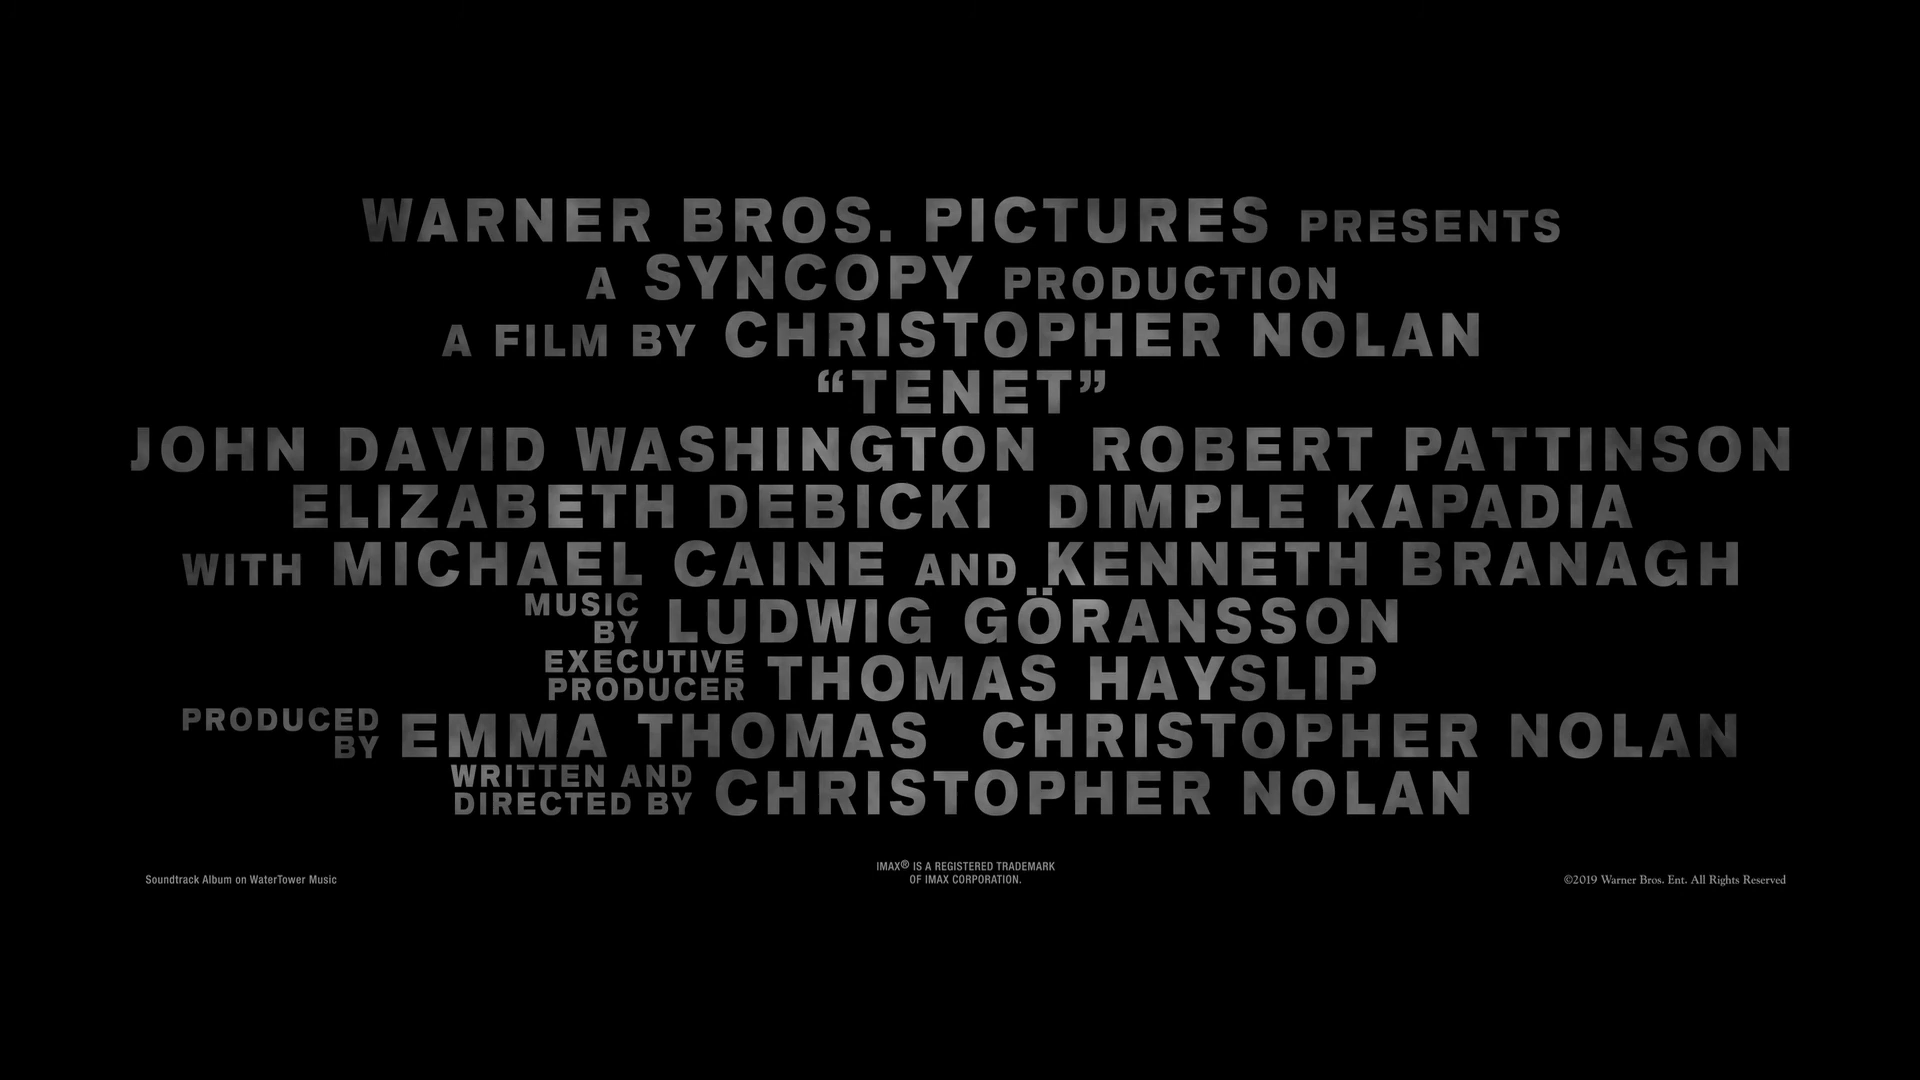 WARNER BROS. PICTURES PRESENTS
A SYNCOPY PRODUCTION
A FILM BY CHRISTOPHER NOLAN
“TENET”
JOHN DAVID WASHINGTON ROBERT PATTINSON
ELIZABETH DEBICKI DIMPLE KAPADIA
WITH MICHAEL CAINE AND KENNETH BRANAGH
MUSIC BY LUDWIG GÖRANSSON
EXECUTIVE PRODUCER THOMAS HAYSLIP
PRODUCED BY EMMA THOMAS CHRISTOPHER NOLAN
WRITTEN AND DIRECTED BY CHRISTOPHER NOLAN
Soundtrack Album on WaterTower Music
IMAX® IS A REGISTERED TRADEMARK
OF IMAX CORPORATION.
©2019 Warner Bros. Ent. All Rights Reserved